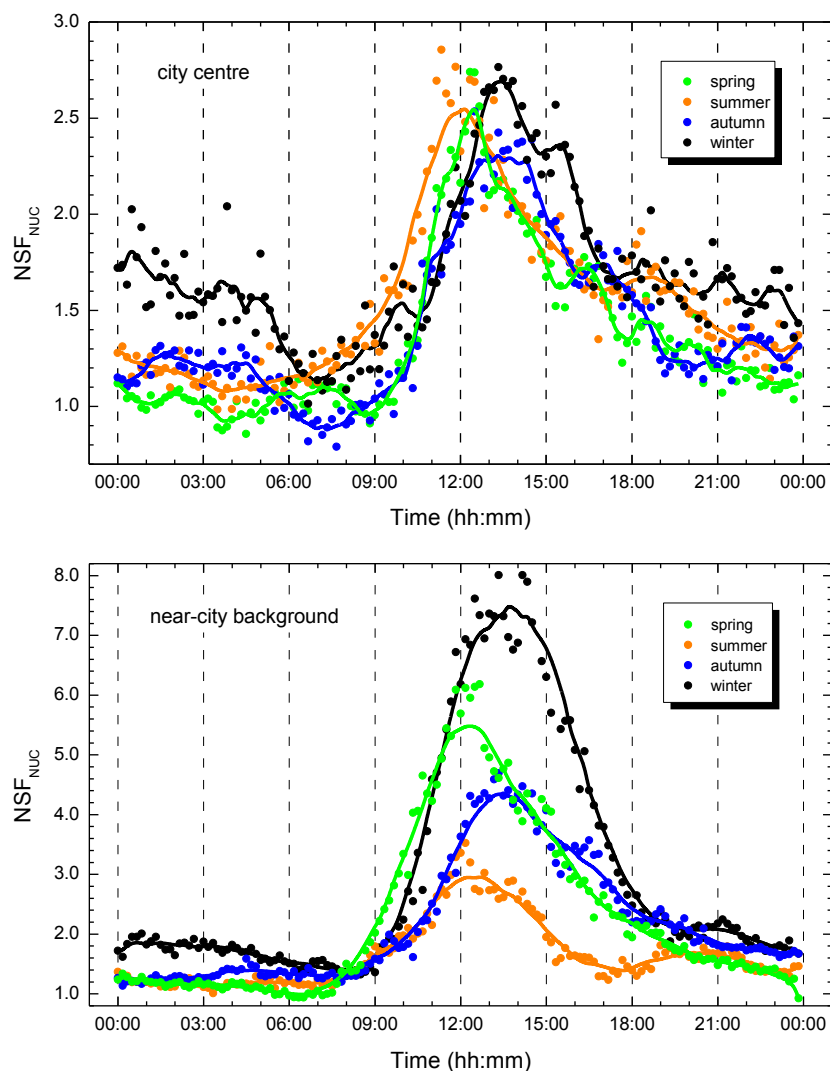 3.0
city centre
spring
summer
autumn
winter
2.5
2.0
1.5
1.0
NSF_NUC
00:00 03:00 06:00 09:00 12:00 15:00 18:00 21:00 00:00
Time (hh:mm)
8.0
near-city background
spring
summer
autumn
winter
7.0
6.0
5.0
4.0
3.0
2.0
1.0
NSF_NUC
00:00 03:00 06:00 09:00 12:00 15:00 18:00 21:00 00:00
Time (hh:mm)